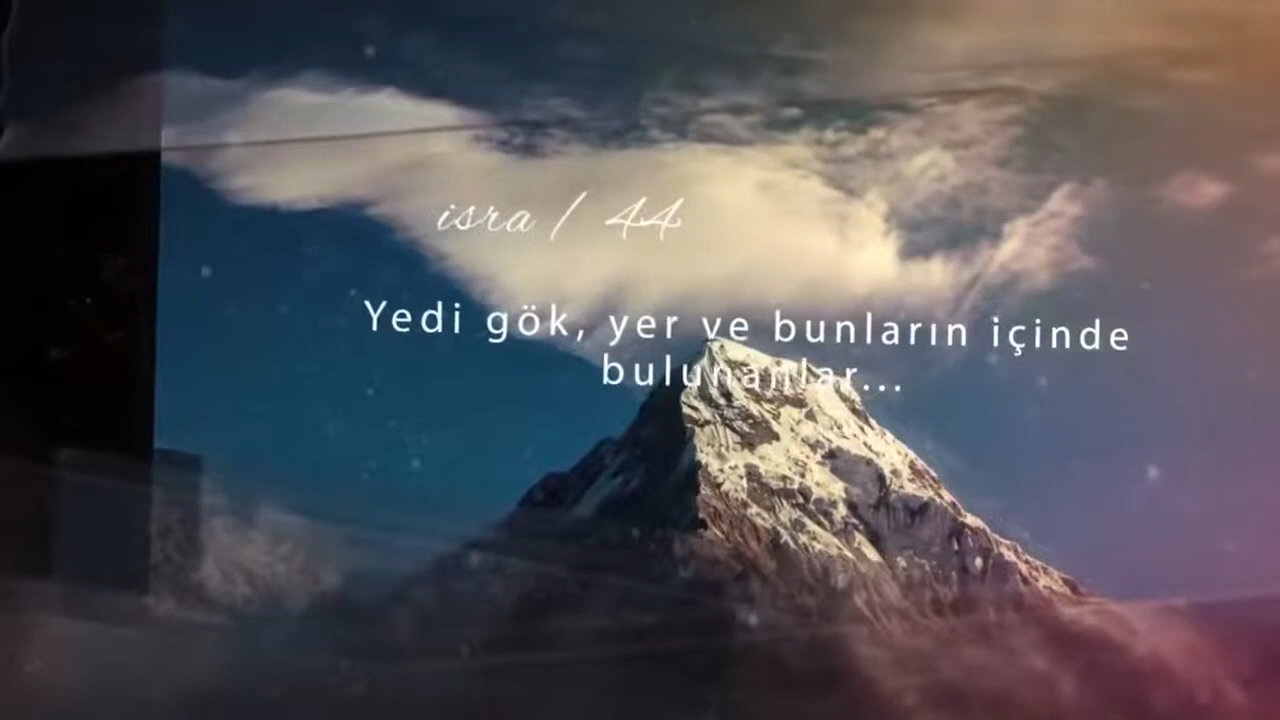 isra / 44
Yedi gök, yer ve bunların içinde
bulunanlar...